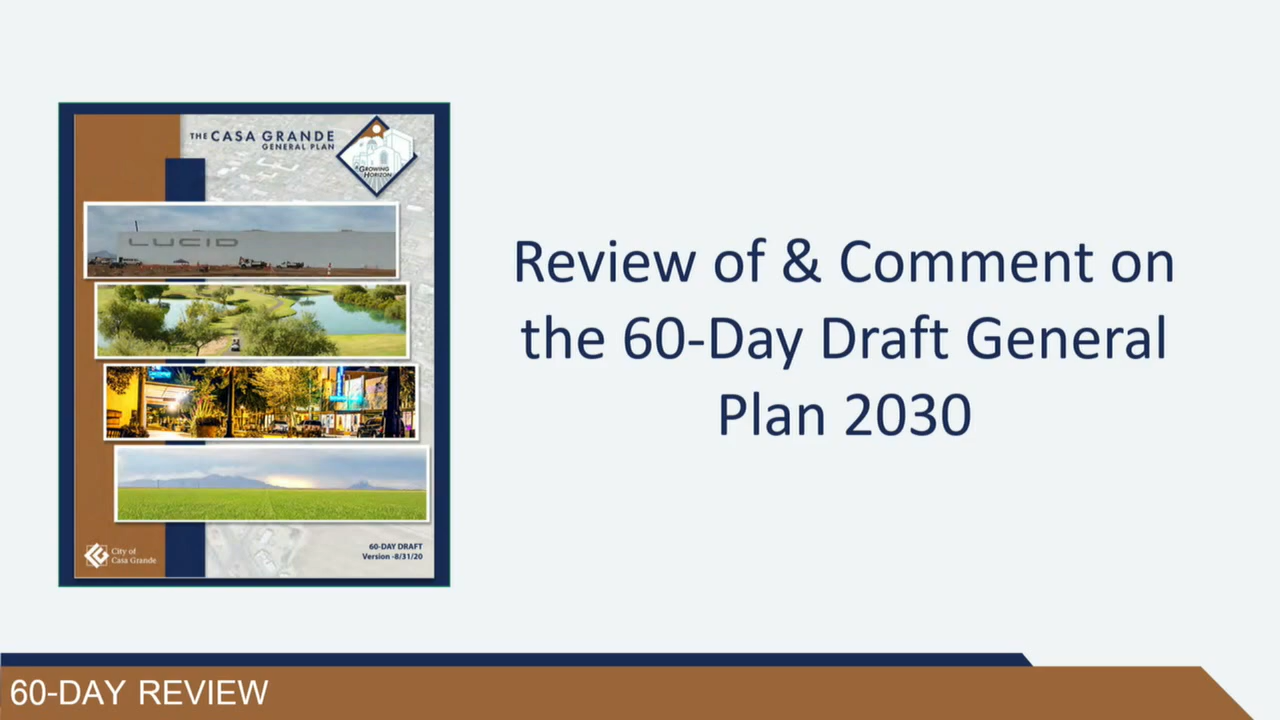 THE CASA GRANDE
GENERAL PLAN
GROWING
HORIZON
LUCID
City of
Casa Grande
60-DAY DRAFT
Version -8/31/20
Review of & Comment on
the 60-Day Draft General
Plan 2030
60-DAY REVIEW